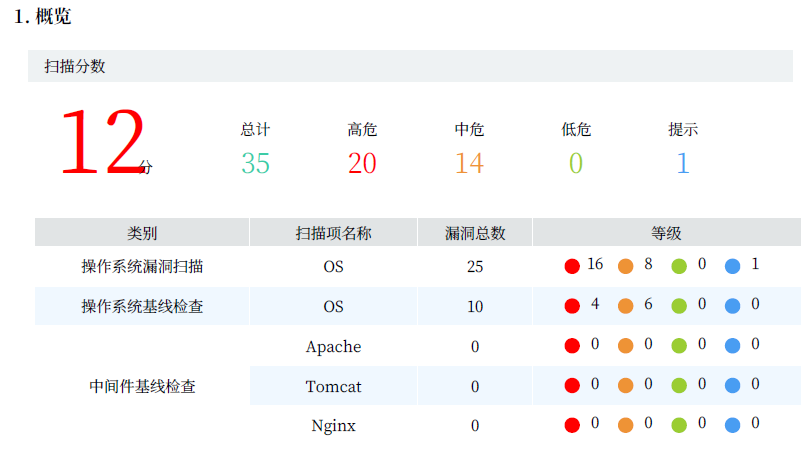 1. 概览
扫描分数
12分
总计 高危 中危 低危 提示
35 20 14 0 1
类别 扫描项名称 漏洞总数 等级
操作系统漏洞扫描 OS 25 16 8 0 1
操作系统基线检查 OS 10 4 6 0 0
Apache 0 0 0 0 0
中间件基线检查 Tomcat 0 0 0 0 0
Nginx 0 0 0 0 0